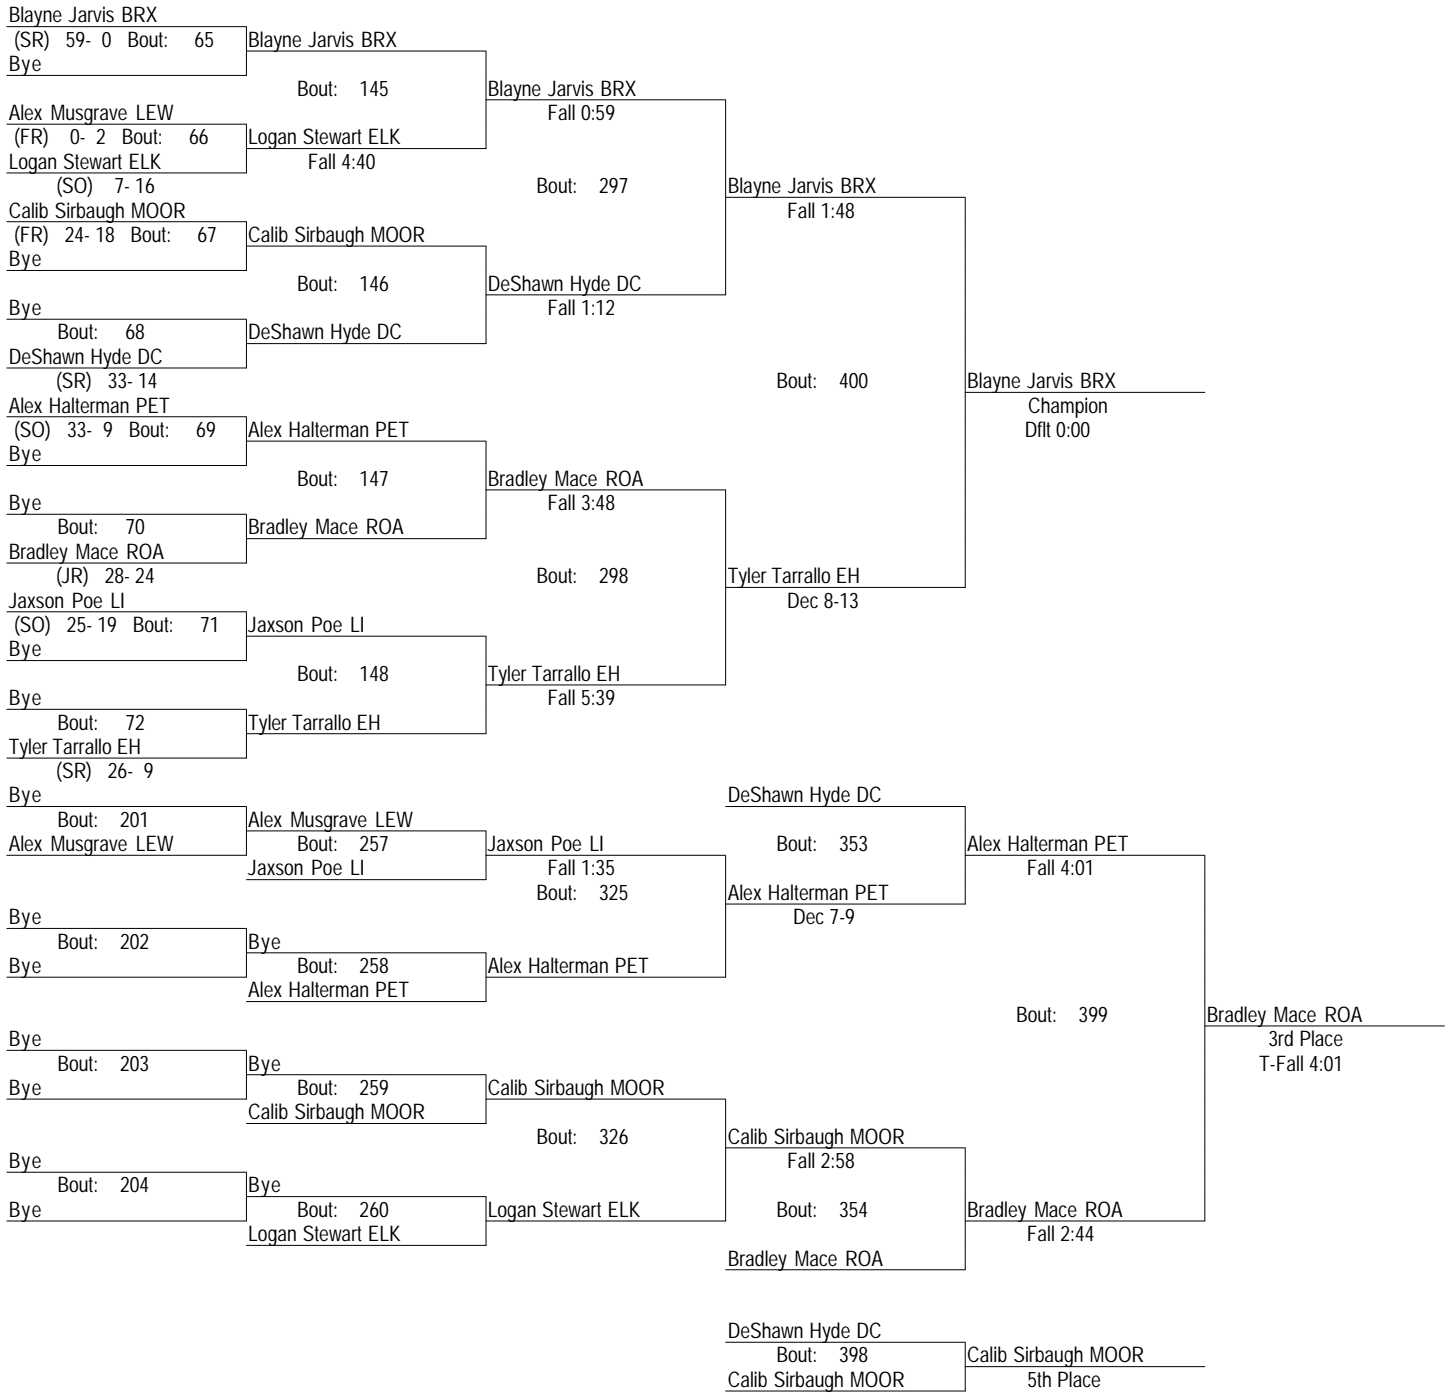 Blayne Jarvis BRX
(SR) 59- 0 Bout: 65
Blayne Jarvis BRX
Bye
Bout: 145
Blayne Jarvis BRX
Alex Musgrave LEW
Fall 0:59
(FR) 0- 2 Bout: 66
Logan Stewart ELK
Logan Stewart ELK
Fall 4:40
(SO) 7- 16
Bout: 297
Blayne Jarvis BRX
Calib Sirbaugh MOOR
Fall 1:48
(FR) 24- 18 Bout: 67
Calib Sirbaugh MOOR
Bye
Bout: 146
DeShawn Hyde DC
Bye
Fall 1:12
Bout: 68
DeShawn Hyde DC
DeShawn Hyde DC
(SR) 33- 14
Bout: 400
Blayne Jarvis BRX
Alex Halterman PET
Champion
(SO) 33- 9 Bout: 69
Alex Halterman PET
Dflt 0:00
Bye
Bout: 147
Bradley Mace ROA
Bye
Fall 3:48
Bout: 70
Bradley Mace ROA
Bradley Mace ROA
(JR) 28- 24
Bout: 298
Tyler Tarrallo EH
Jaxson Poe LI
Dec 8-13
(SO) 25- 19 Bout: 71
Jaxson Poe LI
Bye
Bout: 148
Tyler Tarrallo EH
Bye
Fall 5:39
Bout: 72
Tyler Tarrallo EH
Tyler Tarrallo EH
(SR) 26- 9
Bye
DeShawn Hyde DC
Bout: 201
Alex Musgrave LEW
Alex Musgrave LEW
Bout: 257
Jaxson Poe LI
Bout: 353
Alex Halterman PET
Jaxson Poe LI
Fall 1:35
Fall 4:01
Bout: 325
Alex Halterman PET
Bye
Dec 7-9
Bout: 202
Bye
Bye
Bout: 258
Alex Halterman PET
Alex Halterman PET
Bout: 399
Bradley Mace ROA
Bye
3rd Place
Bout: 203
Bye
T-Fall 4:01
Bye
Bout: 259
Calib Sirbaugh MOOR
Calib Sirbaugh MOOR
Bout: 326
Calib Sirbaugh MOOR
Bye
Fall 2:58
Bout: 204
Bye
Bye
Bout: 260
Logan Stewart ELK
Bout: 354
Bradley Mace ROA
Logan Stewart ELK
Fall 2:44
Bradley Mace ROA
DeShawn Hyde DC
Bout: 398
Calib Sirbaugh MOOR
Calib Sirbaugh MOOR
5th Place